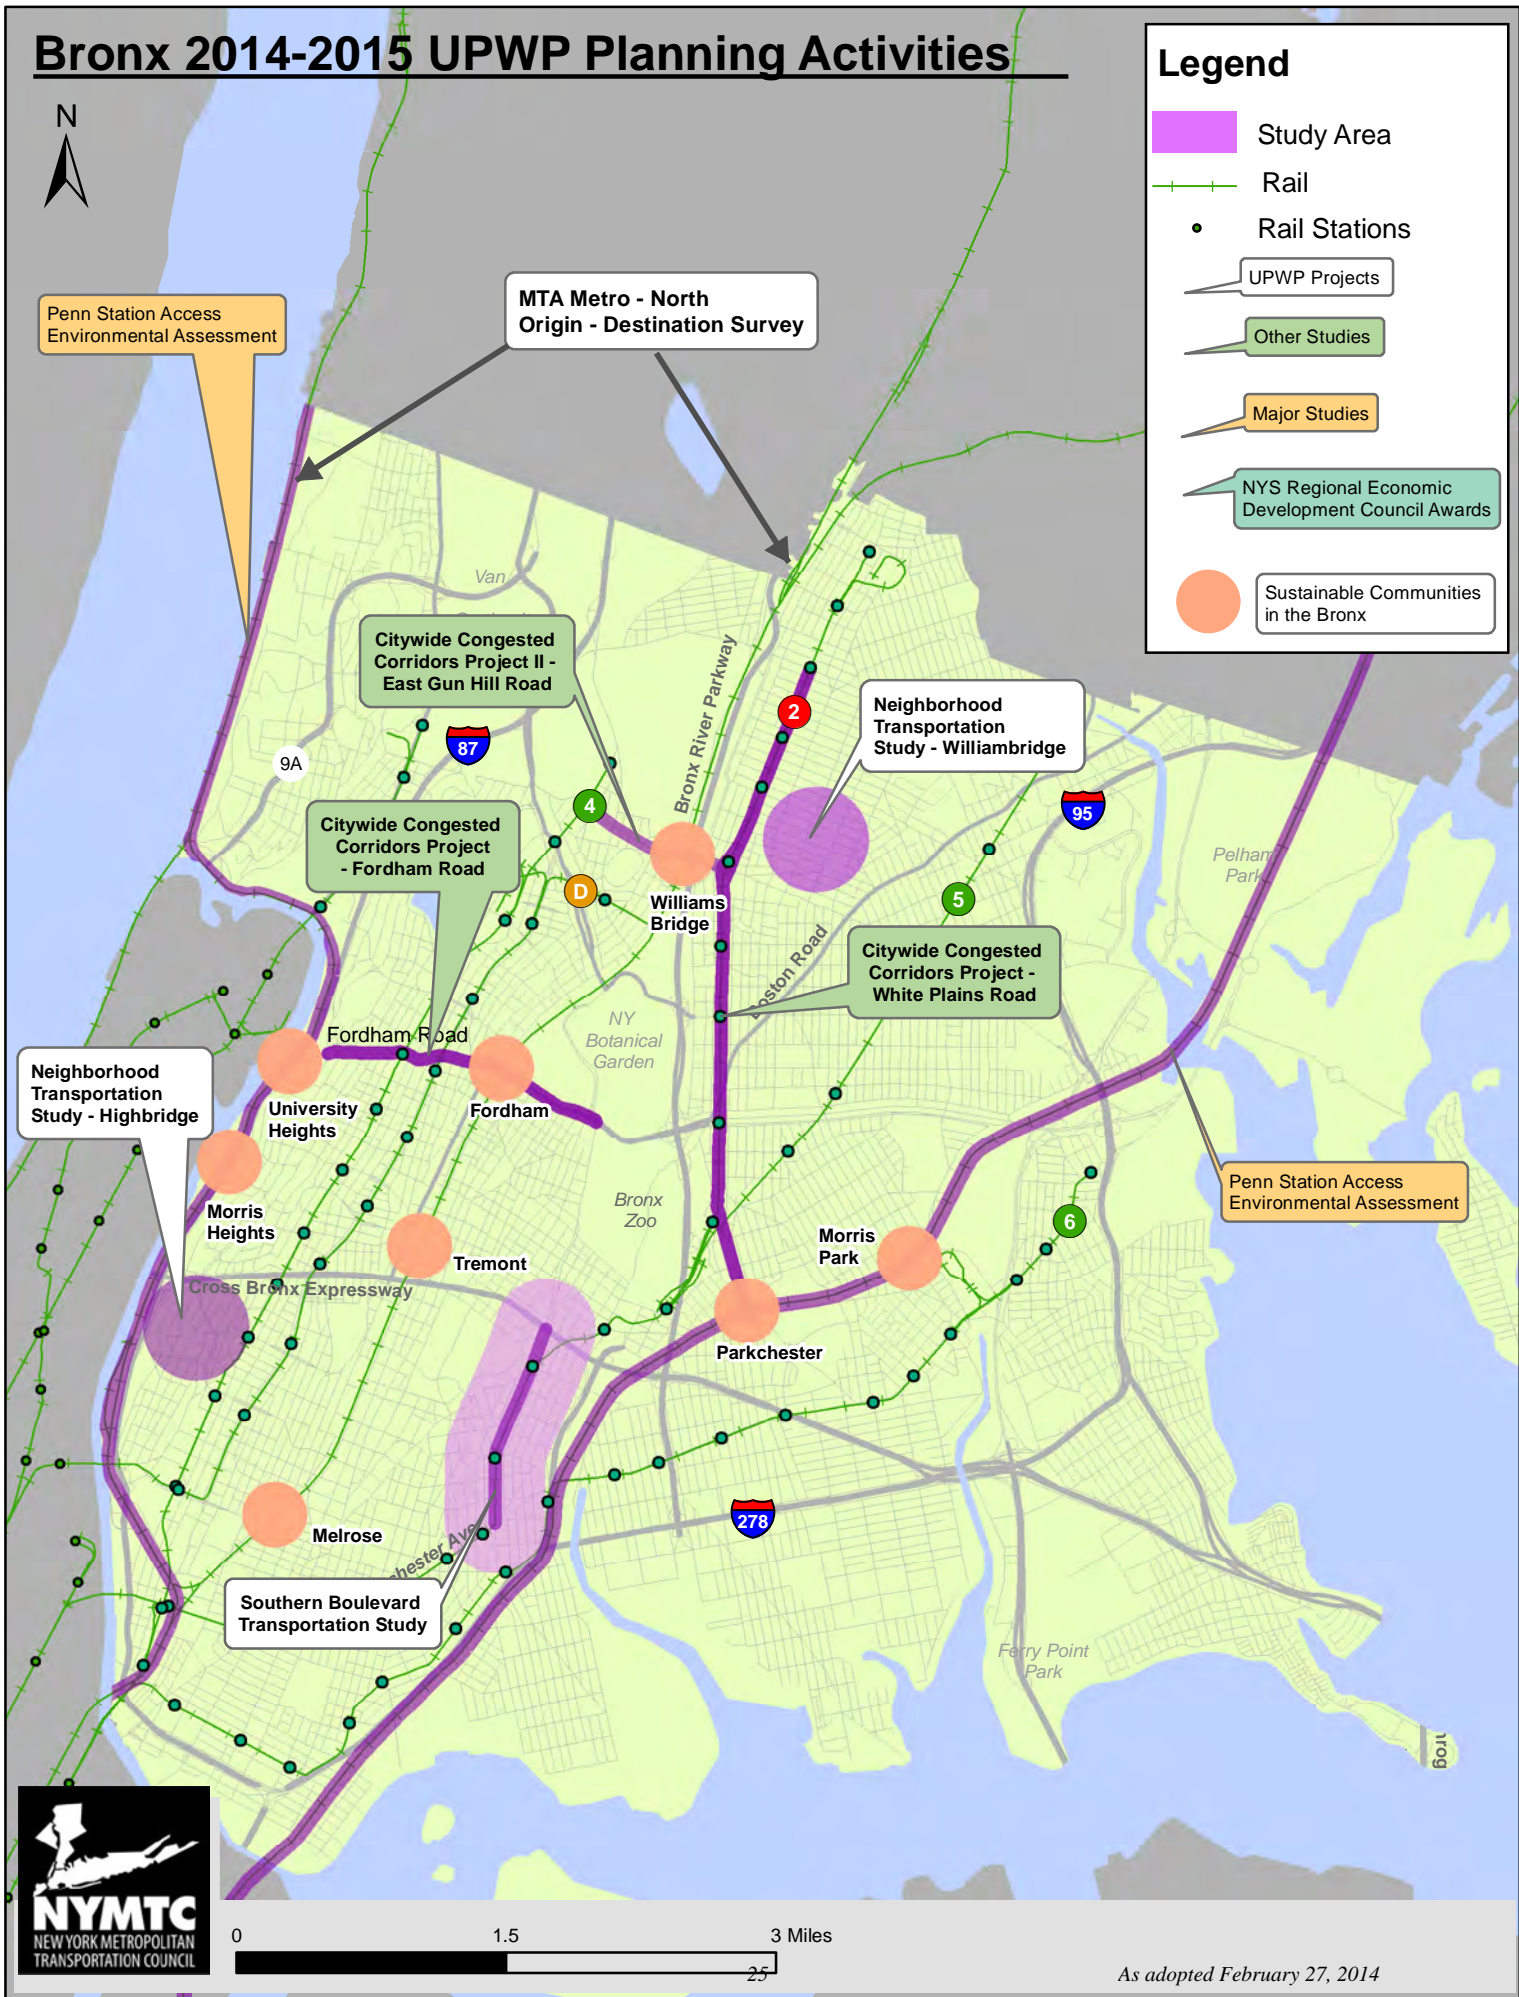 Bronx 2014-2015 UPWP Planning Activities
N
Legend
Study Area
Rail
Rail Stations
UPWP Projects
Other Studies
Major Studies
NYS Regional Economic
Development Council Awards
Sustainable Communities
in the Bronx
Penn Station Access
Environmental Assessment
MTA Metro - North
Origin - Destination Survey
Van
Citywide Congested
Corridors Project II -
East Gun Hill Road
Bronx River Parkway
2
Neighborhood
Transportation
Study - Williambridge
87
9A
4
95
Citywide Congested
Corridors Project
- Fordham Road
Pelham
Park
D
5
Williams
Bridge
Boston Road
Citywide Congested
Corridors Project -
White Plains Road
NY
Botanical
Garden
Fordham Road
Neighborhood
Transportation
Study - Highbridge
University
Heights
Fordham
Penn Station Access
Environmental Assessment
Morris
Heights
Bronx
Zoo
6
Morris
Park
Tremont
Cross Bronx Expressway
Parkchester
278
Melrose
chester Ave
Southern Boulevard
Transportation Study
Ferry Point
Park
rog
NYMTC
NEW YORK METROPOLITAN
TRANSPORTATION COUNCIL
0
1.5
3 Miles
25
As adopted February 27, 2014